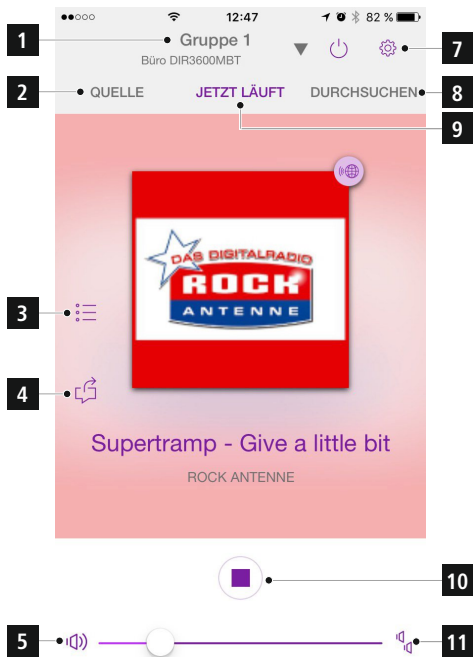 12:47
82 %
1
Gruppe 1
Büro DIR3600MBT
7
2
QUELLE
JETZT LÄUFT
DURCHSUCHEN
8
9
DAS DIGITALRADIO
ROCK
ANTENNE
3
4
Supertramp - Give a little bit
ROCK ANTENNE
10
5
11